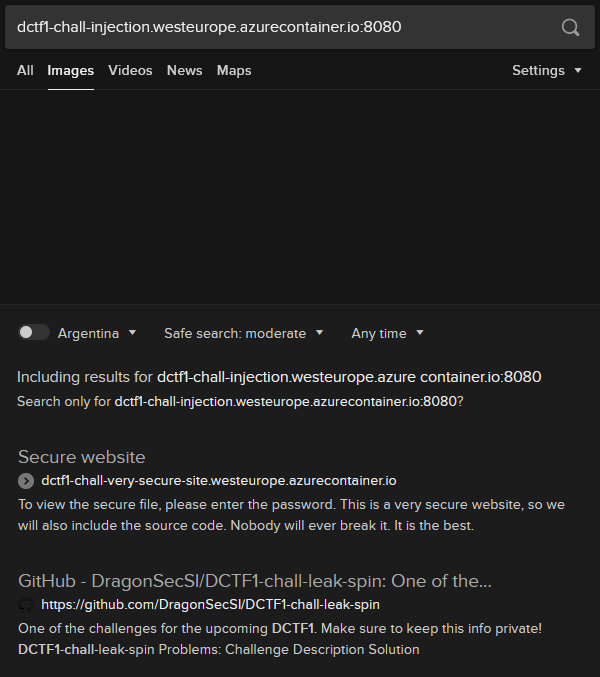 dctf1-chall-injection.westeurope.azurecontainer.io:8080
All Images Videos News Maps Settings
Argentina Safe search: moderate Any time
Including results for dctf1-chall-injection.westeurope.azure container.io:8080
Search only for dctf1-chall-injection.westeurope.azurecontainer.io:8080?
Secure website
dctf1-chall-very-secure-site.westeurope.azurecontainer.io
To view the secure file, please enter the password. This is a very secure website, so we
will also include the source code. Nobody will ever break it. It is the best.
GitHub - DragonSecSI/DCTF1-chall-leak-spin: One of the...
https://github.com/DragonSecSI/DCTF1-chall-leak-spin
One of the challenges for the upcoming DCTF1. Make sure to keep this info private!
DCTF1-chall-leak-spin Problems: Challenge Description Solution